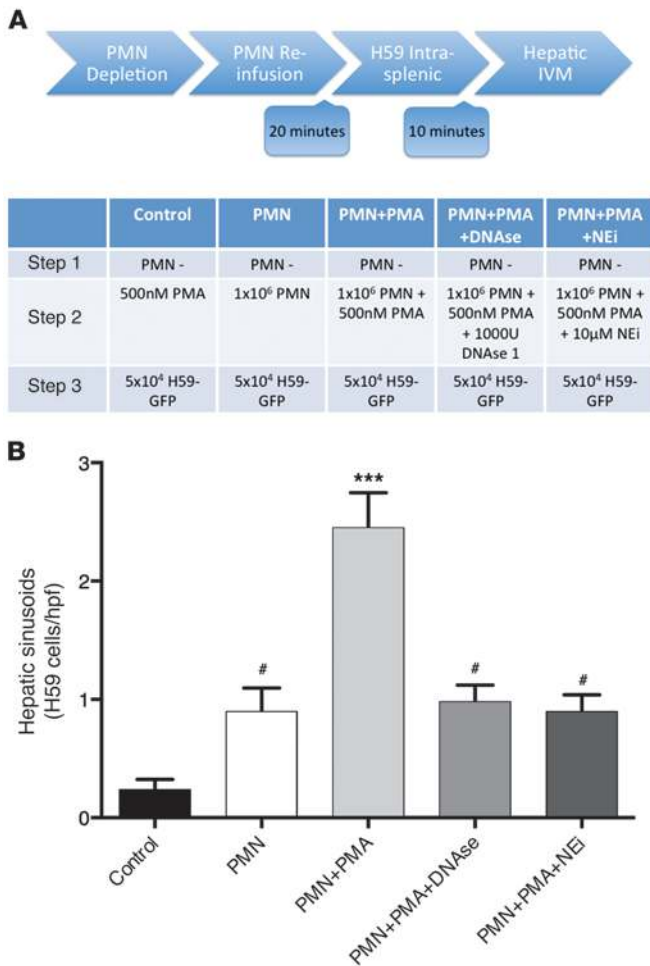 A
PMN
Depletion
PMN Re-
infusion
H59 Intra-
splenic
Hepatic
IVM
20 minutes
10 minutes
Control PMN PMN+PMA PMN+PMA
+DNAse PMN+PMA
+NEi
Step 1 PMN - PMN - PMN - PMN - PMN -
Step 2
500nM PMA
1x10⁶ PMN
1x10⁶ PMN +
500nM PMA
1x10⁶ PMN +
500nM PMA
+ 1000U
DNAse 1
1x10⁶ PMN +
500nM PMA
+ 10µM NEi
Step 3
5x10⁴ H59-
GFP
5x10⁴ H59-
GFP
5x10⁴ H59-
GFP
5x10⁴ H59-
GFP
5x10⁴ H59-
GFP
B
Hepatic sinusoids
(H59 cells/hpf)
3
2
1
0
#
***
#
#
Control
PMN
PMN+PMA
PMN+PMA+DNAse
PMN+PMA+NEi